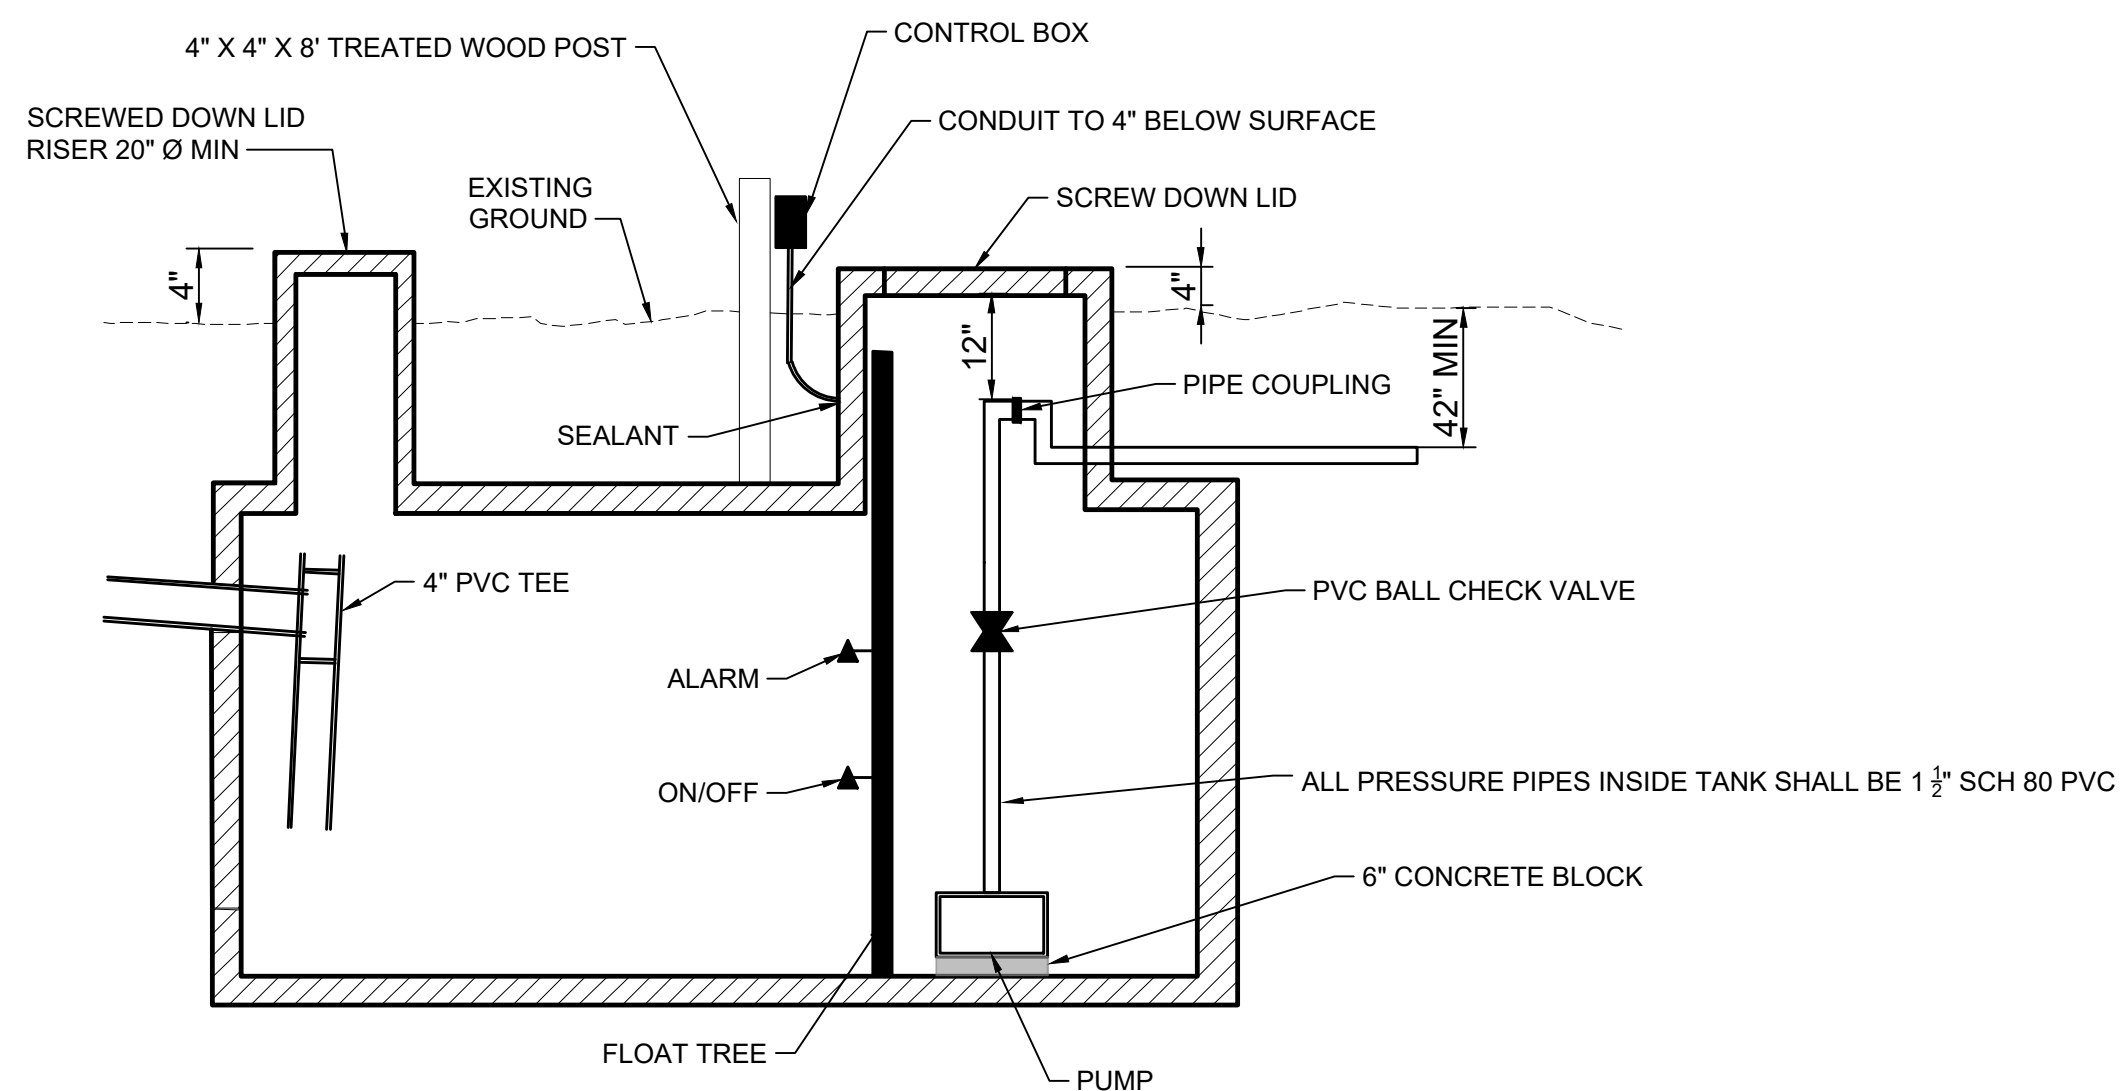 4" X 4" X 8' TREATED WOOD POST
CONTROL BOX
SCREWED DOWN LID
RISER 20" Ø MIN
CONDUIT TO 4" BELOW SURFACE
EXISTING
GROUND
SCREW DOWN LID
4"
4"
12"
42" MIN
PIPE COUPLING
SEALANT
4" PVC TEE
PVC BALL CHECK VALVE
ALARM
ON/OFF
ALL PRESSURE PIPES INSIDE TANK SHALL BE 1 1/2" SCH 80 PVC
6" CONCRETE BLOCK
FLOAT TREE
PUMP